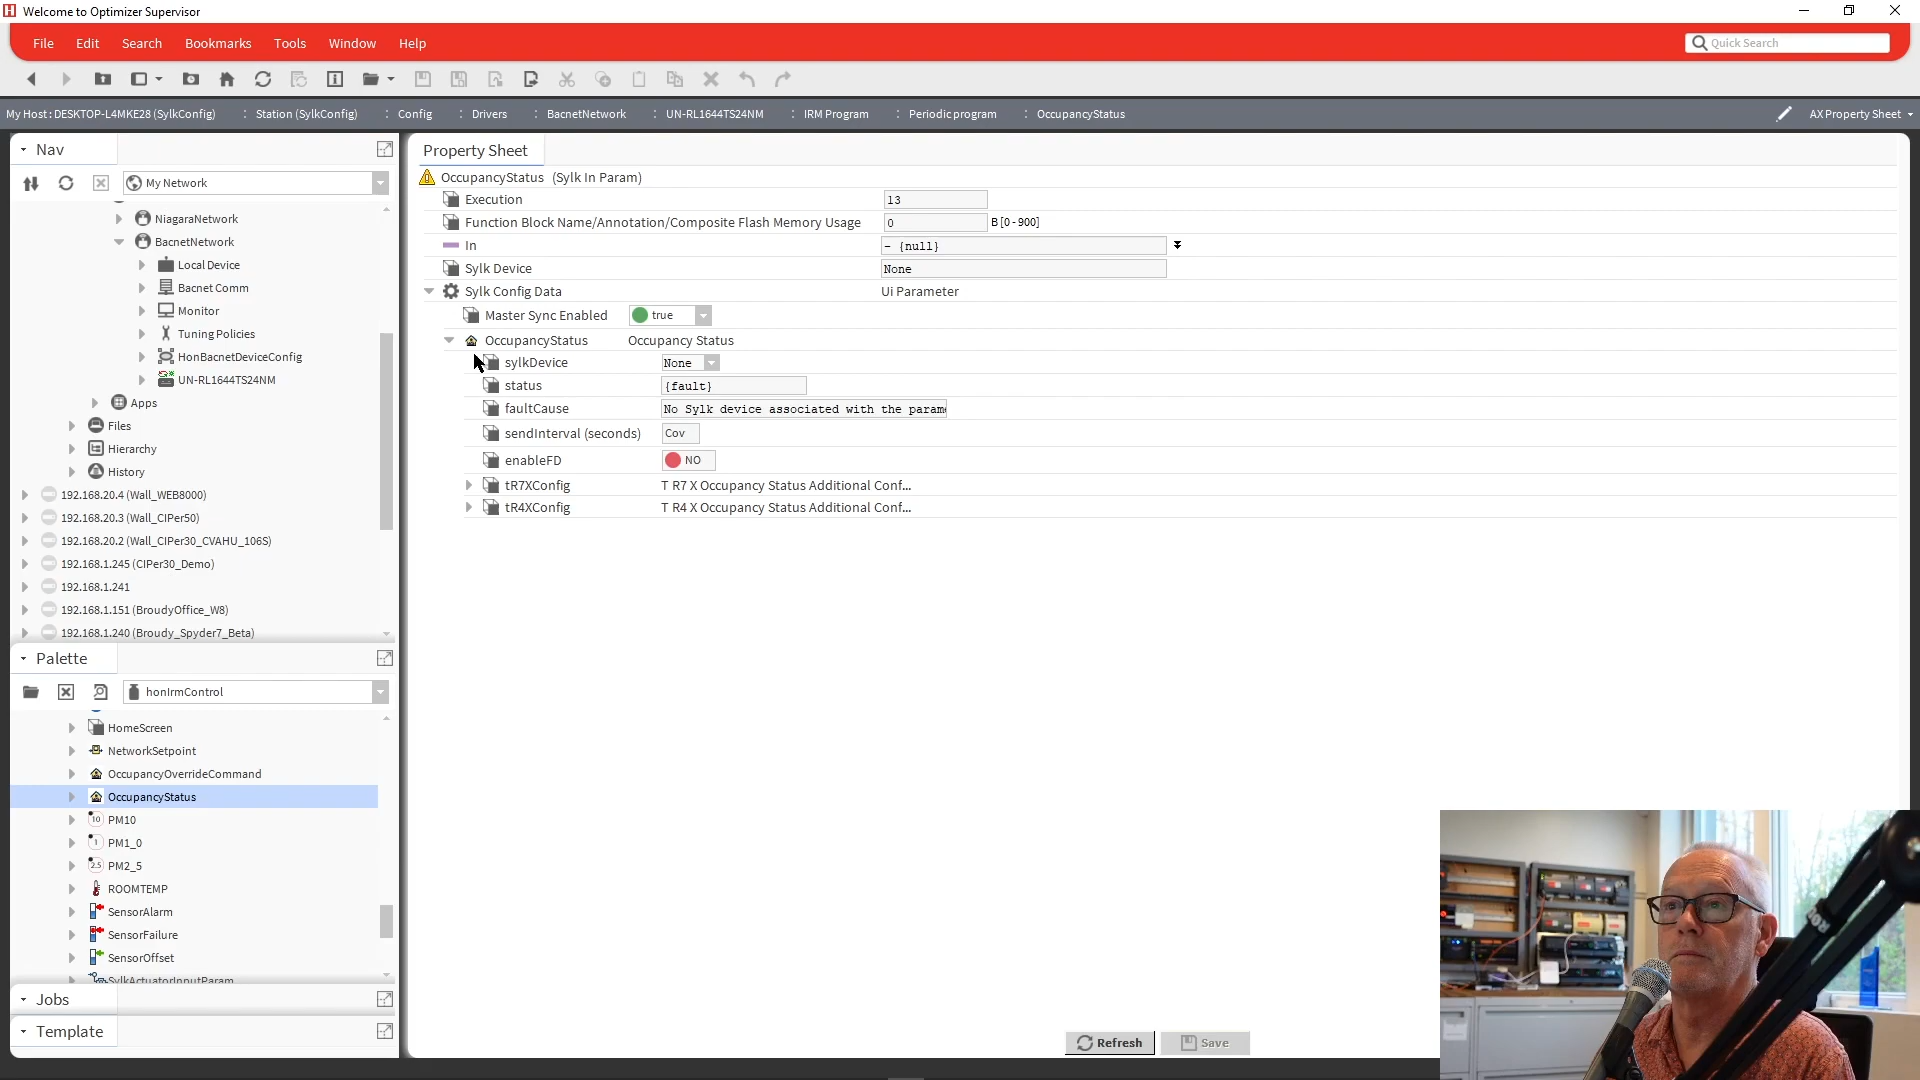 Welcome to Optimizer Supervisor
File Edit Search Bookmarks Tools Window Help
Quick Search
My Host : DESKTOP-L4MKE28 (SylkConfig) : Station (SylkConfig) : Config : Drivers : BacnetNetwork : UN-RL1644TS24NM : IRM Program : Periodic program : OccupancyStatus
AX Property Sheet
Nav
My Network
NiagaraNetwork
BacnetNetwork
Local Device
Bacnet Comm
Monitor
Tuning Policies
HonBacnetDeviceConfig
UN-RL1644TS24NM
Apps
Files
Hierarchy
History
192.168.20.4 (Wall_WEB8000)
192.168.20.3 (Wall_CIPer50)
192.168.20.2 (Wall_CIPer30_CVAHU_106S)
192.168.1.245 (CIPer30_Demo)
192.168.1.241
192.168.1.151 (BroudyOffice_W8)
192.168.1.240 (Broudy_Spyder7_Beta)
Palette
honIrmControl
HomeScreen
NetworkSetpoint
OccupancyOverrideCommand
OccupancyStatus
PM10
PM1_0
PM2_5
ROOMTEMP
SensorAlarm
SensorFailure
SensorOffset
SylkActuatorInputParam
Jobs
Template
Property Sheet
OccupancyStatus (Sylk In Param)
Execution 13
Function Block Name/Annotation/Composite Flash Memory Usage 0 B [0 - 900]
In - {null}
Sylk Device None
Sylk Config Data Ui Parameter
Master Sync Enabled true
OccupancyStatus Occupancy Status
sylkDevice None
status {fault}
faultCause No Sylk device associated with the param
sendInterval (seconds) Cov
enableFD NO
tR7XConfig T R7 X Occupancy Status Additional Conf...
tR4XConfig T R4 X Occupancy Status Additional Conf...
Refresh Save